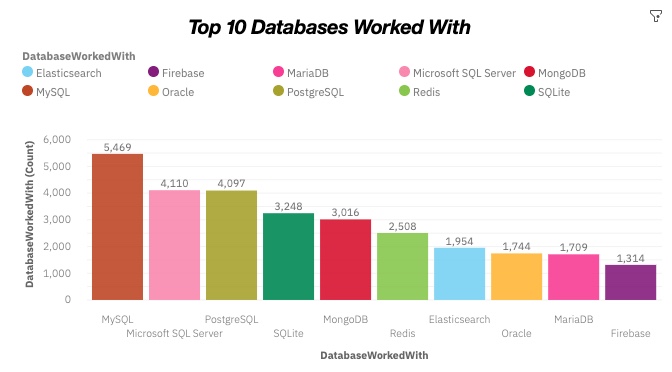 Top 10 Databases Worked With
DatabaseWorkedWith
Elasticsearch Firebase MariaDB Microsoft SQL Server MongoDB
MySQL Oracle PostgreSQL Redis SQLite
DatabaseWorkedWith (Count)
6,000
5,000
4,000
3,000
2,000
1,000
0
5,469
4,110
4,097
3,248
3,016
2,508
1,954
1,744
1,709
1,314
MySQL PostgreSQL MongoDB Elasticsearch MariaDB
Microsoft SQL Server SQLite Redis Oracle Firebase
DatabaseWorkedWith